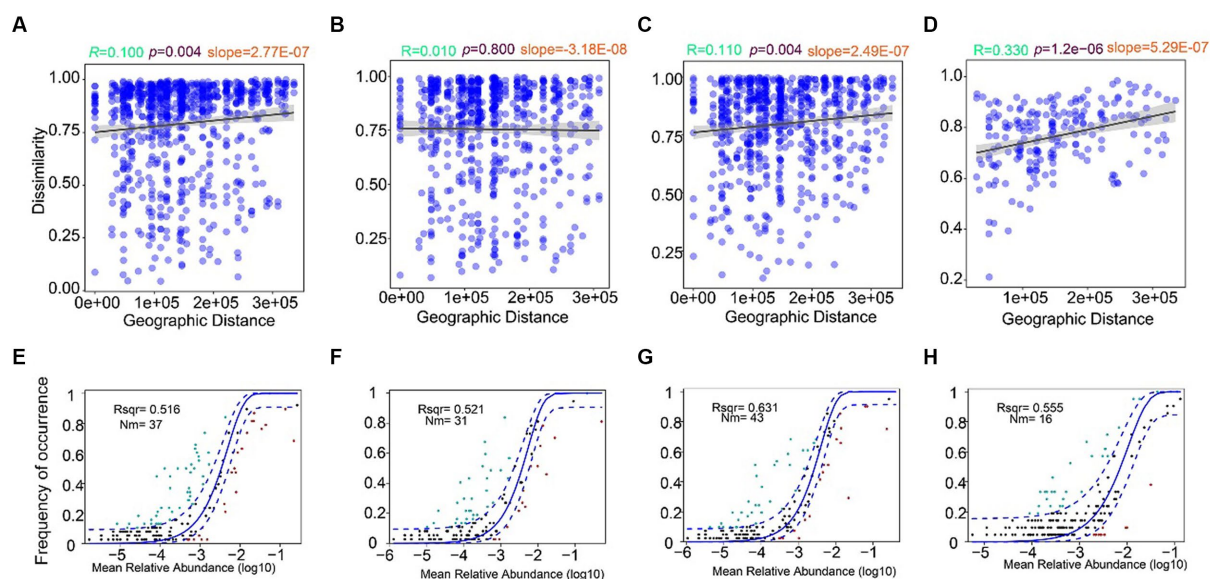 A B C D
R=0.100 p=0.004 slope=2.77E-07
R=0.010 p=0.800 slope=-3.18E-08
R=0.110 p=0.004 slope=2.49E-07
R=0.330 p=1.2e−06 slope=5.29E-07
Dissimilarity
1.00
0.75
0.50
0.25
0.00
0e+00 1e+05 2e+05 3e+05
Geographic Distance
1.00
0.75
0.50
0.25
0e+00 1e+05 2e+05 3e+05
Geographic Distance
1.00
0.75
0.50
0.25
0e+00 1e+05 2e+05 3e+05
Geographic Distance
1.0
0.8
0.6
0.4
0.2
1e+05 2e+05 3e+05
Geographic Distance
E F G H
Frequency of occurrence
1
0.8
0.6
0.4
0.2
0
Rsqr= 0.516
Nm= 37
−5 −4 −3 −2 −1
Mean Relative Abundance (log10)
1
0.8
0.6
0.4
0.2
0
Rsqr= 0.521
Nm= 31
−6 −5 −4 −3 −2 −1
Mean Relative Abundance (log10)
1
0.8
0.6
0.4
0.2
0
Rsqr= 0.631
Nm= 43
−6 −5 −4 −3 −2 −1
Mean Relative Abundance (log10)
1
0.8
0.6
0.4
0.2
0
Rsqr= 0.555
Nm= 16
−5 −4 −3 −2 −1
Mean Relative Abundance (log10)